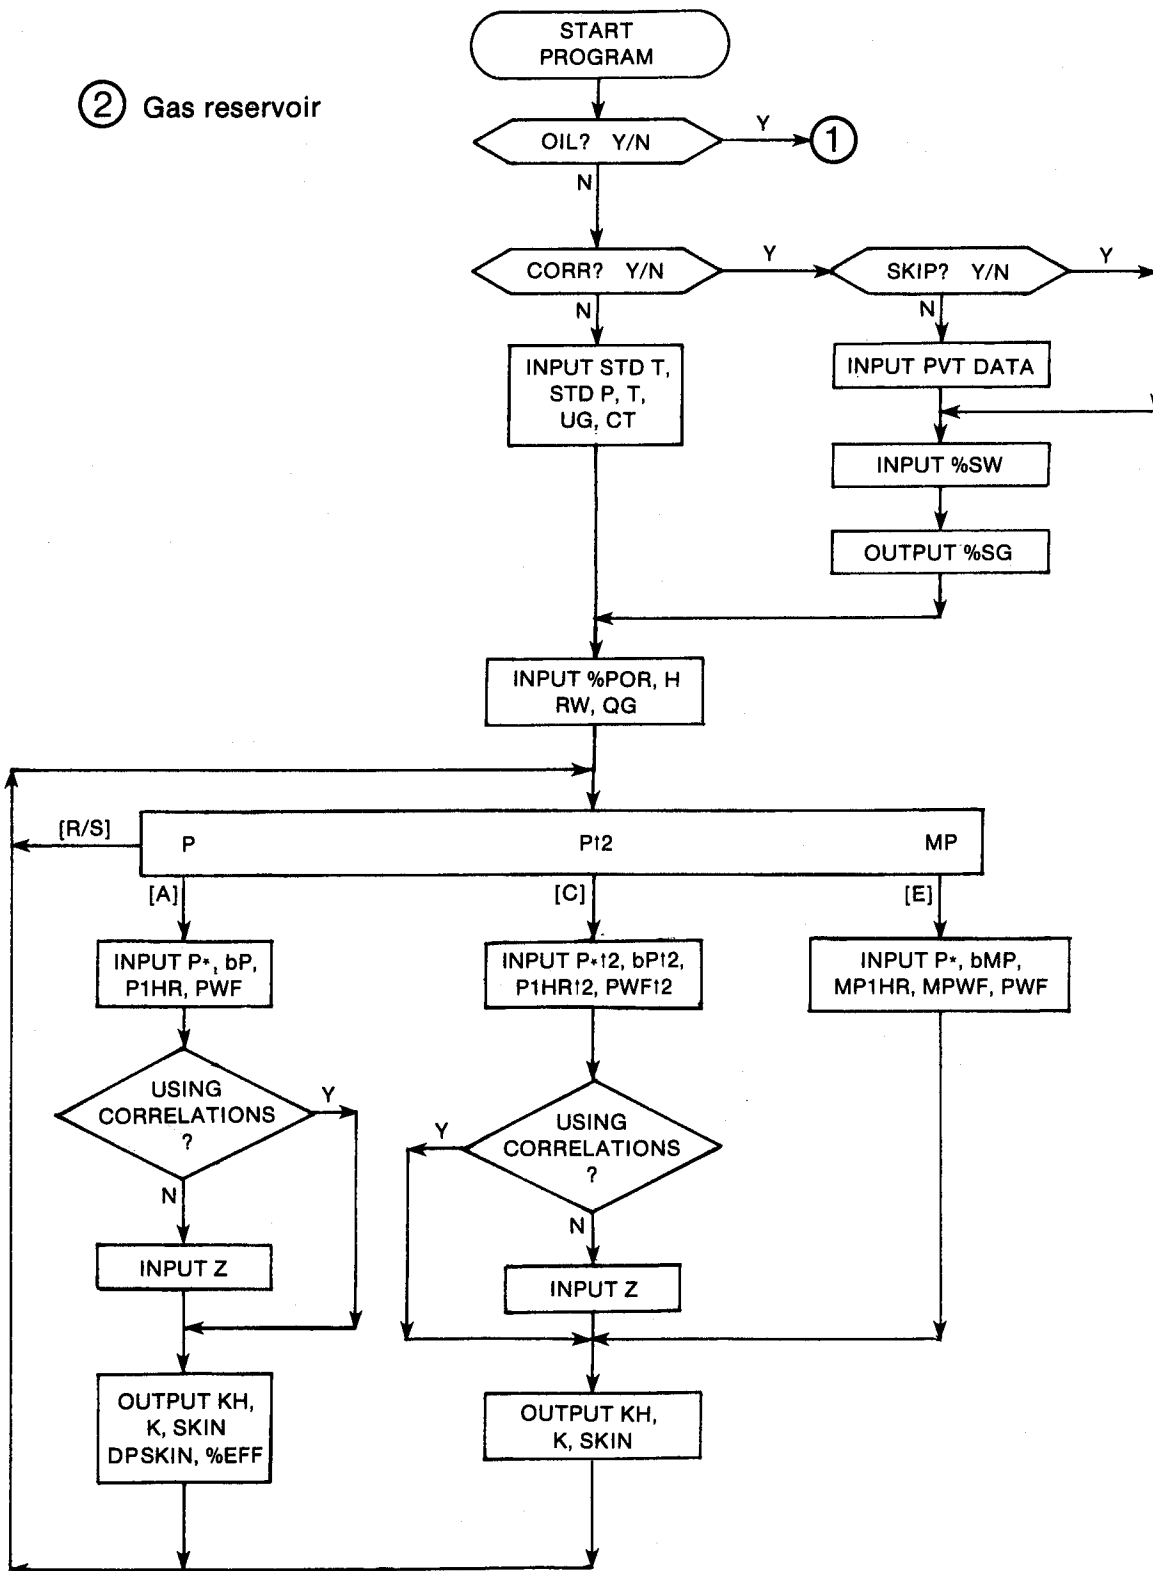 START
PROGRAM
2 Gas reservoir
OIL? Y/N
Y
1
N
CORR? Y/N
Y
SKIP? Y/N
Y
N
N
INPUT STD T,
STD P, T,
UG, CT
INPUT PVT DATA
INPUT %SW
OUTPUT %SG
INPUT %POR, H
RW, QG
[R/S]
P
P↑2
MP
[A]
[C]
[E]
INPUT P*, bP,
P1HR, PWF
INPUT P*↑2, bP↑2,
P1HR↑2, PWF↑2
INPUT P*, bMP,
MP1HR, MPWF, PWF
USING
CORRELATIONS
?
Y
N
USING
CORRELATIONS
?
Y
N
INPUT Z
INPUT Z
OUTPUT KH,
K, SKIN
DPSKIN, %EFF
OUTPUT KH,
K, SKIN